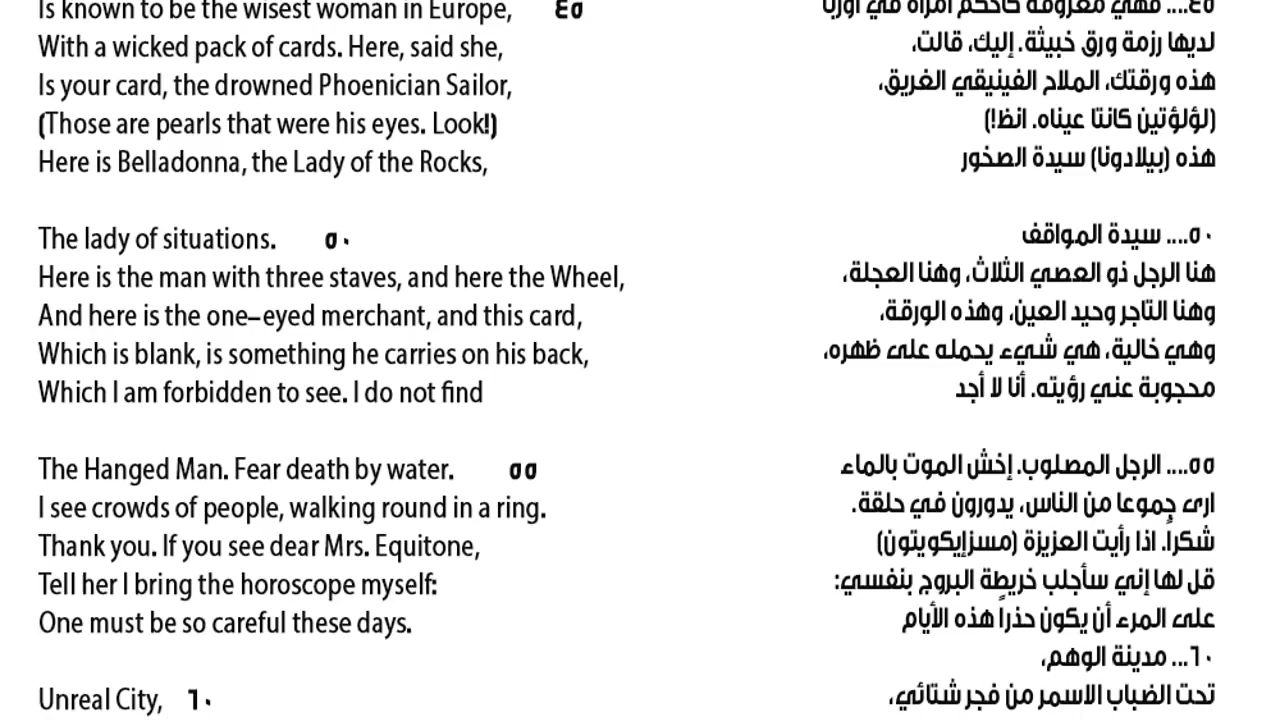 Is known to be the wisest woman in Europe, ٤٥
With a wicked pack of cards. Here, said she,
Is your card, the drowned Phoenician Sailor,
(Those are pearls that were his eyes. Look!)
Here is Belladonna, the Lady of the Rocks,
The lady of situations. ٥٠
Here is the man with three staves, and here the Wheel,
And here is the one-eyed merchant, and this card,
Which is blank, is something he carries on his back,
Which I am forbidden to see. I do not find
The Hanged Man. Fear death by water. ٥٥
I see crowds of people, walking round in a ring.
Thank you. If you see dear Mrs. Equitone,
Tell her I bring the horoscope myself:
One must be so careful these days.
Unreal City, ٦٠
٤٥.... فهي معروفة كأحكم امرأة في أوربا
لديها رزمة ورق خبيثة. إليك، قالت،
هذه ورقتك، الملاح الفينيقي الغريق،
(لؤلؤتين كانتا عيناه. انظ!)
هذه (بيلادونا) سيدة الصخور
٥٠.... سيدة المواقف
هنا الرجل ذو العصي الثلاث، وهنا العجلة،
وهنا التاجر وحيد العين، وهذه الورقة،
وهي خالية، هي شيء يحمله على ظهره،
محجوبة عني رؤيته. أنا لا أجد
٥٥.... الرجل المصلوب. إخش الموت بالماء
ارى جموعا من الناس، يدورون في حلقة.
شكراً. اذا رأيت العزيزة (مسزإيكويتون)
قل لها إني سأجلب خريطة البروج بنفسي:
على المرء أن يكون حذراً هذه الأيام
٦٠... مدينة الوهم،
تحت الضباب الاسمر من فجر شتائي،